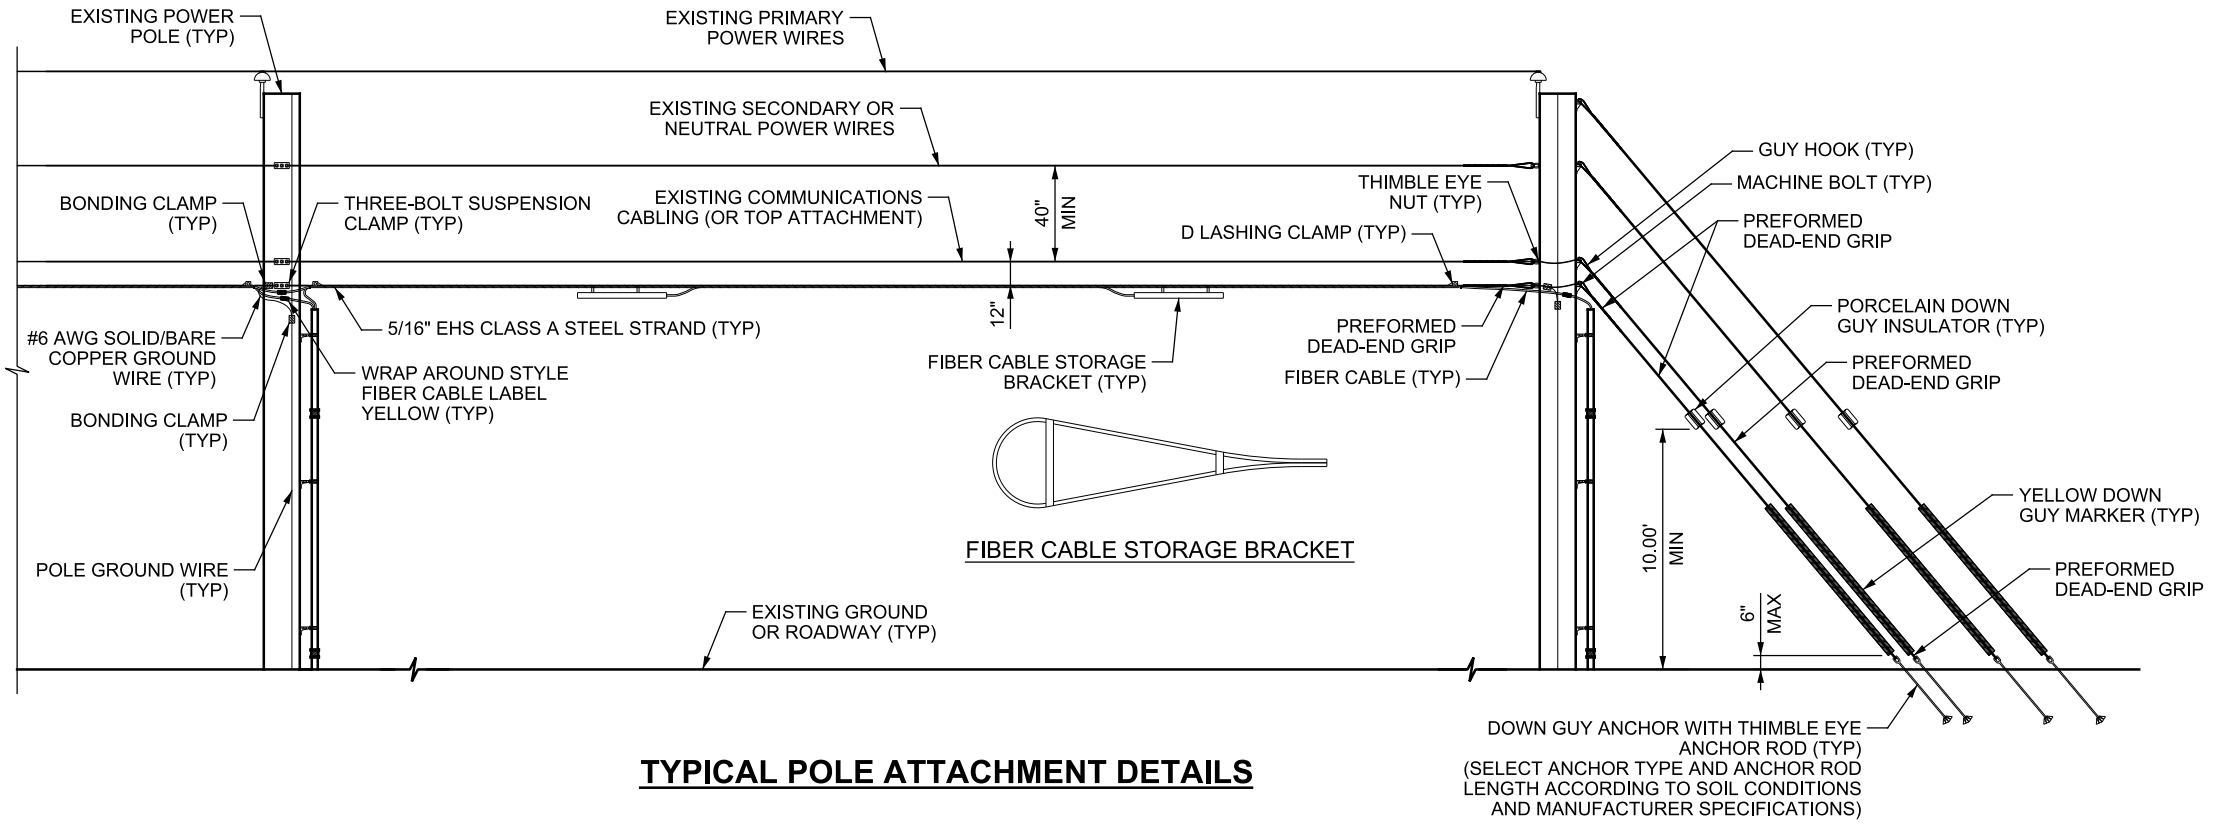 EXISTING POWER
POLE (TYP)
EXISTING PRIMARY
POWER WIRES
EXISTING SECONDARY OR
NEUTRAL POWER WIRES
GUY HOOK (TYP)
MACHINE BOLT (TYP)
THIMBLE EYE
NUT (TYP)
BONDING CLAMP
(TYP)
THREE-BOLT SUSPENSION
CLAMP (TYP)
EXISTING COMMUNICATIONS
CABLING (OR TOP ATTACHMENT)
40"
MIN
D LASHING CLAMP (TYP)
PREFORMED
DEAD-END GRIP
12"
5/16" EHS CLASS A STEEL STRAND (TYP)
#6 AWG SOLID/BARE
COPPER GROUND
WIRE (TYP)
WRAP AROUND STYLE
FIBER CABLE LABEL
YELLOW (TYP)
FIBER CABLE STORAGE
BRACKET (TYP)
PREFORMED
DEAD-END GRIP
FIBER CABLE (TYP)
PORCELAIN DOWN
GUY INSULATOR (TYP)
PREFORMED
DEAD-END GRIP
BONDING CLAMP
(TYP)
FIBER CABLE STORAGE BRACKET
10.00'
MIN
YELLOW DOWN
GUY MARKER (TYP)
POLE GROUND WIRE
(TYP)
EXISTING GROUND
OR ROADWAY (TYP)
6"
MAX
PREFORMED
DEAD-END GRIP
DOWN GUY ANCHOR WITH THIMBLE EYE
ANCHOR ROD (TYP)
(SELECT ANCHOR TYPE AND ANCHOR ROD
LENGTH ACCORDING TO SOIL CONDITIONS
AND MANUFACTURER SPECIFICATIONS)
TYPICAL POLE ATTACHMENT DETAILS